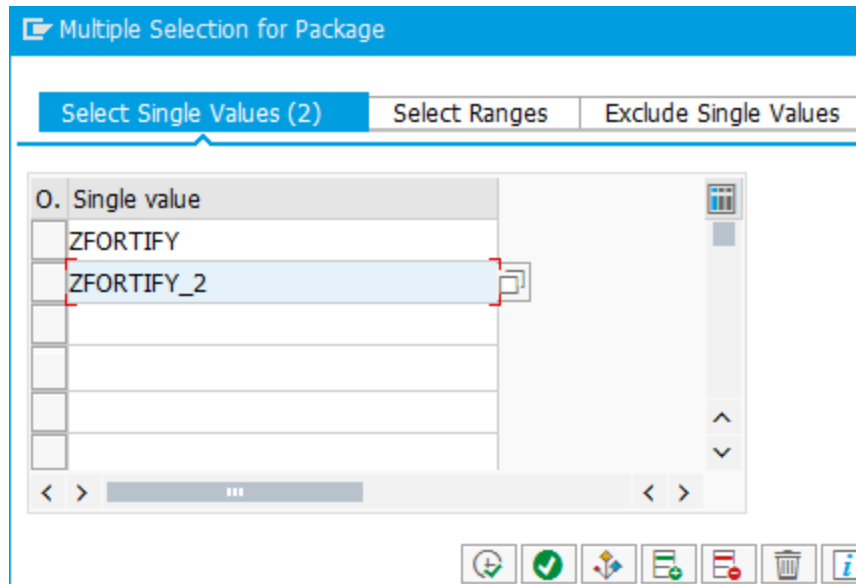 Multiple Selection for Package
Select Single Values (2) Select Ranges Exclude Single Values
O. Single value
ZFORTIFY
ZFORTIFY_2